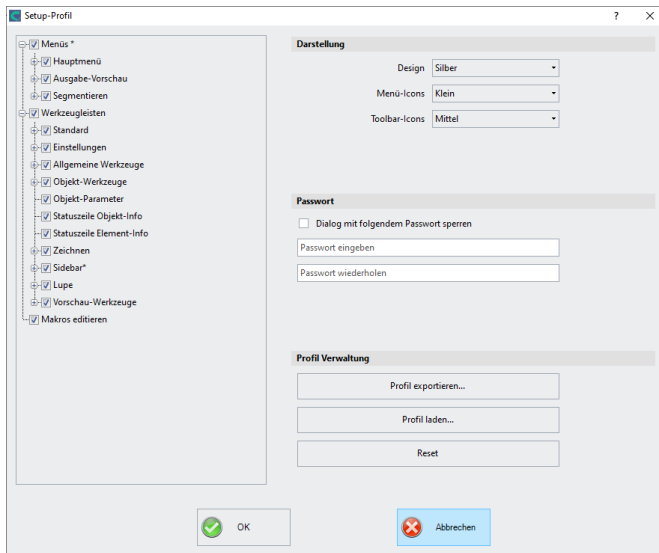 Setup-Profil
?
Menüs *
Hauptmenü
Ausgabe-Vorschau
Segmentieren
Werkzeugleisten
Standard
Einstellungen
Allgemeine Werkzeuge
Objekt-Werkzeuge
Objekt-Parameter
Statuszeile Objekt-Info
Statuszeile Element-Info
Zeichnen
Sidebar*
Lupe
Vorschau-Werkzeuge
Makros editieren
Darstellung
Design Silber
Menü-Icons Klein
Toolbar-Icons Mittel
Passwort
Dialog mit folgendem Passwort sperren
Passwort eingeben
Passwort wiederholen
Profil Verwaltung
Profil exportieren...
Profil laden...
Reset
OK
Abbrechen